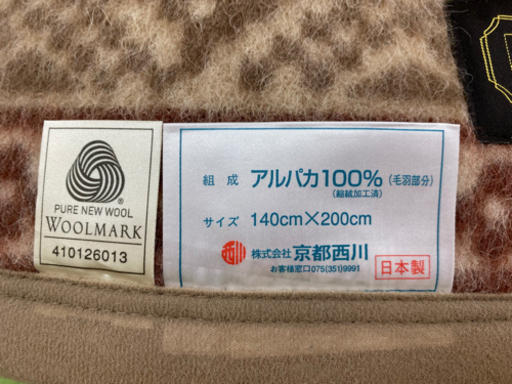 PURE NEW WOOL
WOOLMARK
410126013
組成 アルパカ100%(毛羽部分)
(縮絨加工済)
サイズ 140cm×200cm
西川 株式会社 京都西川
お客様窓口075(351)9991
日本製